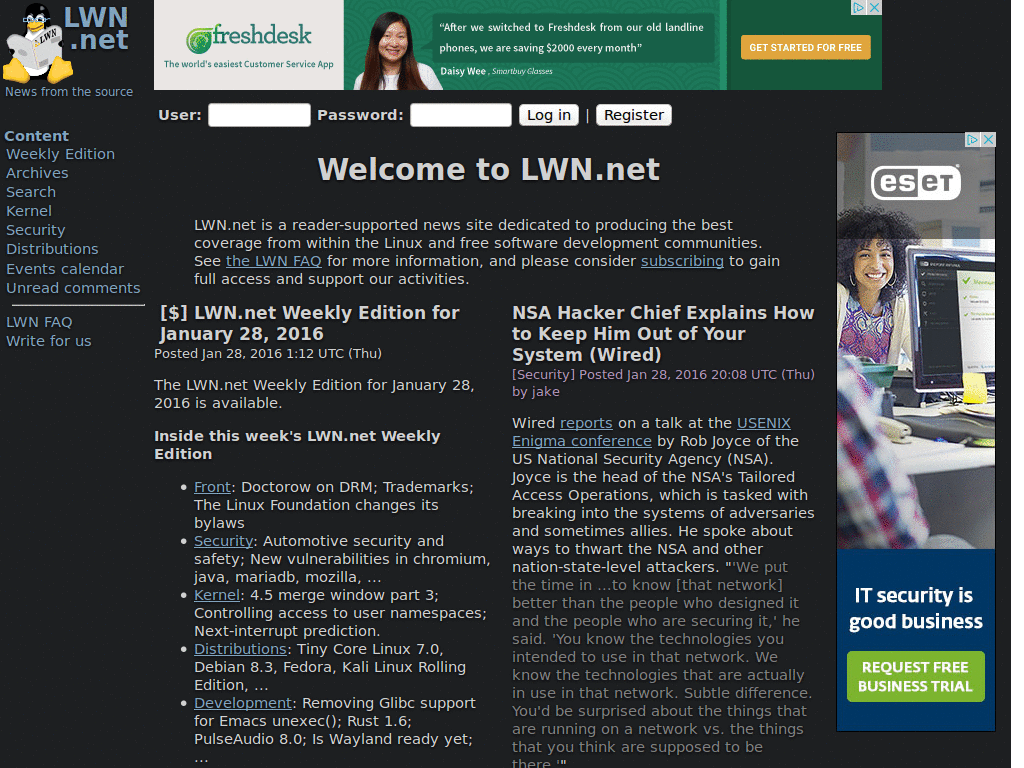 LWN
.net
News from the source
freshdesk
The world's easiest Customer Service App
“After we switched to Freshdesk from our old landline
phones, we are saving $2000 every month”
Daisy Wee , Smartbuy Glasses
GET STARTED FOR FREE
User: Password: Log in | Register
Content
Weekly Edition
Archives
Search
Kernel
Security
Distributions
Events calendar
Unread comments
LWN FAQ
Write for us
Welcome to LWN.net
LWN.net is a reader-supported news site dedicated to producing the best
coverage from within the Linux and free software development communities.
See the LWN FAQ for more information, and please consider subscribing to gain
full access and support our activities.
[$] LWN.net Weekly Edition for
January 28, 2016
Posted Jan 28, 2016 1:12 UTC (Thu)
The LWN.net Weekly Edition for January 28,
2016 is available.
Inside this week's LWN.net Weekly
Edition
• Front: Doctorow on DRM; Trademarks;
The Linux Foundation changes its
bylaws
• Security: Automotive security and
safety; New vulnerabilities in chromium,
java, mariadb, mozilla, ...
• Kernel: 4.5 merge window part 3;
Controlling access to user namespaces;
Next-interrupt prediction.
• Distributions: Tiny Core Linux 7.0,
Debian 8.3, Fedora, Kali Linux Rolling
Edition, ...
• Development: Removing Glibc support
for Emacs unexec(); Rust 1.6;
PulseAudio 8.0; Is Wayland ready yet;
...
NSA Hacker Chief Explains How
to Keep Him Out of Your
System (Wired)
[Security] Posted Jan 28, 2016 20:08 UTC (Thu)
by jake
Wired reports on a talk at the USENIX
Enigma conference by Rob Joyce of the
US National Security Agency (NSA).
Joyce is the head of the NSA's Tailored
Access Operations, which is tasked with
breaking into the systems of adversaries
and sometimes allies. He spoke about
ways to thwart the NSA and other
nation-state-level attackers. "'We put
the time in …to know [that network]
better than the people who designed it
and the people who are securing it,' he
said. 'You know the technologies you
intended to use in that network. We
know the technologies that are actually
in use in that network. Subtle difference.
You'd be surprised about the things that
are running on a network vs. the things
that you think are supposed to be
there.'"
eseT
IT security is
good business
REQUEST FREE
BUSINESS TRIAL